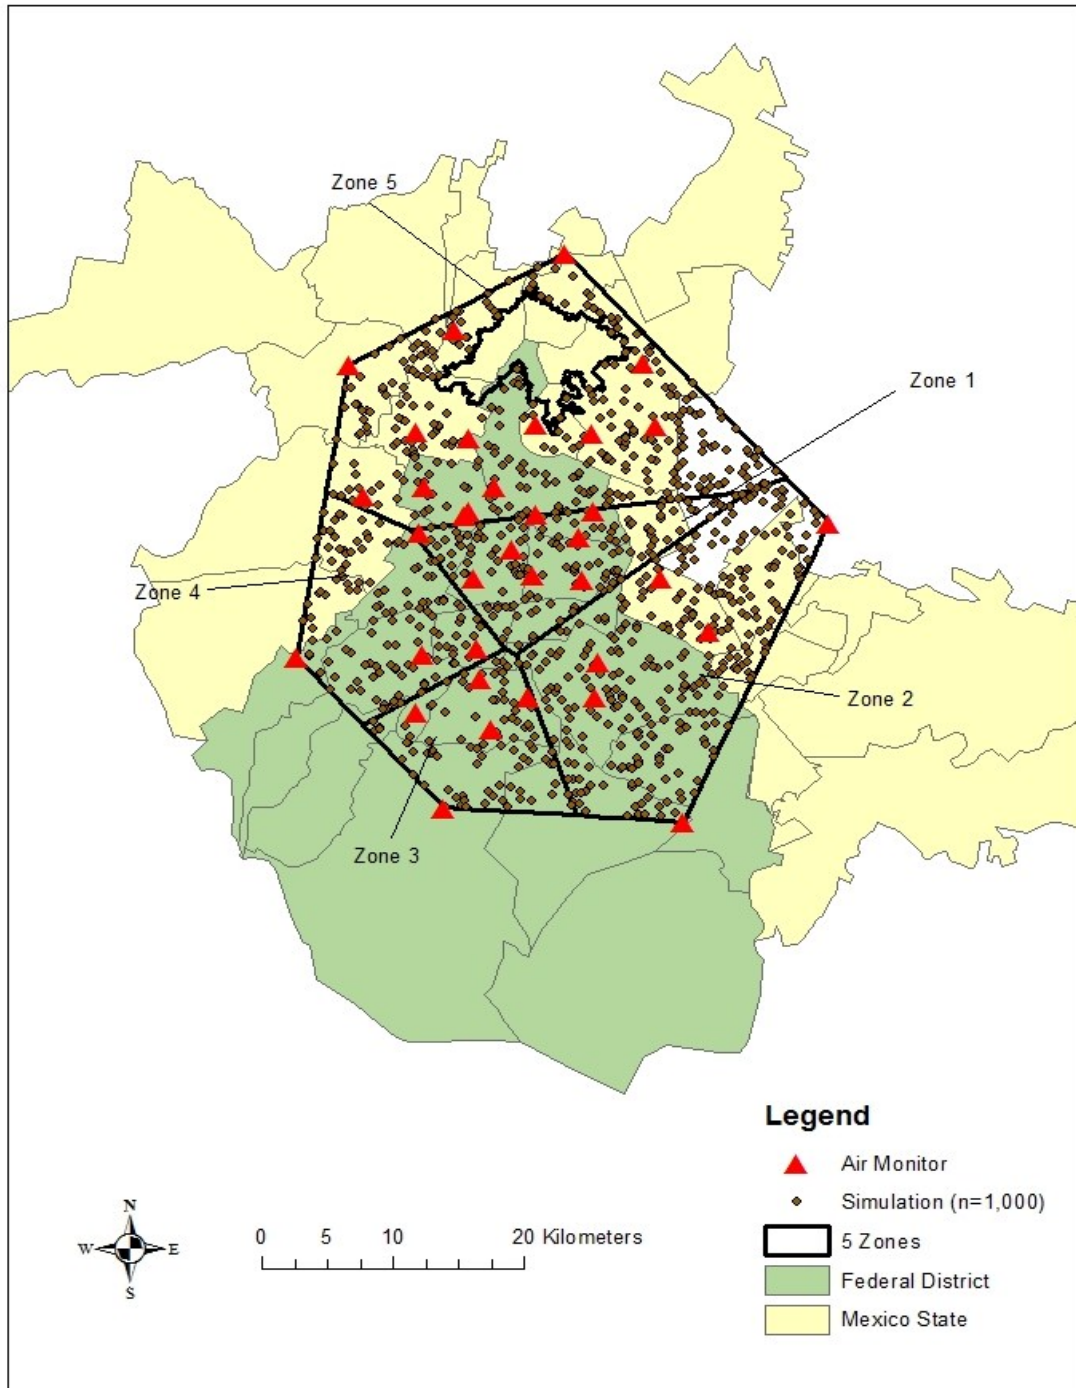 Zone 5
Zone 1
Zone 4
Zone 2
Zone 3
Legend
Air Monitor
Simulation (n=1,000)
5 Zones
Federal District
Mexico State
N
W E
S
0 5 10 20 Kilometers